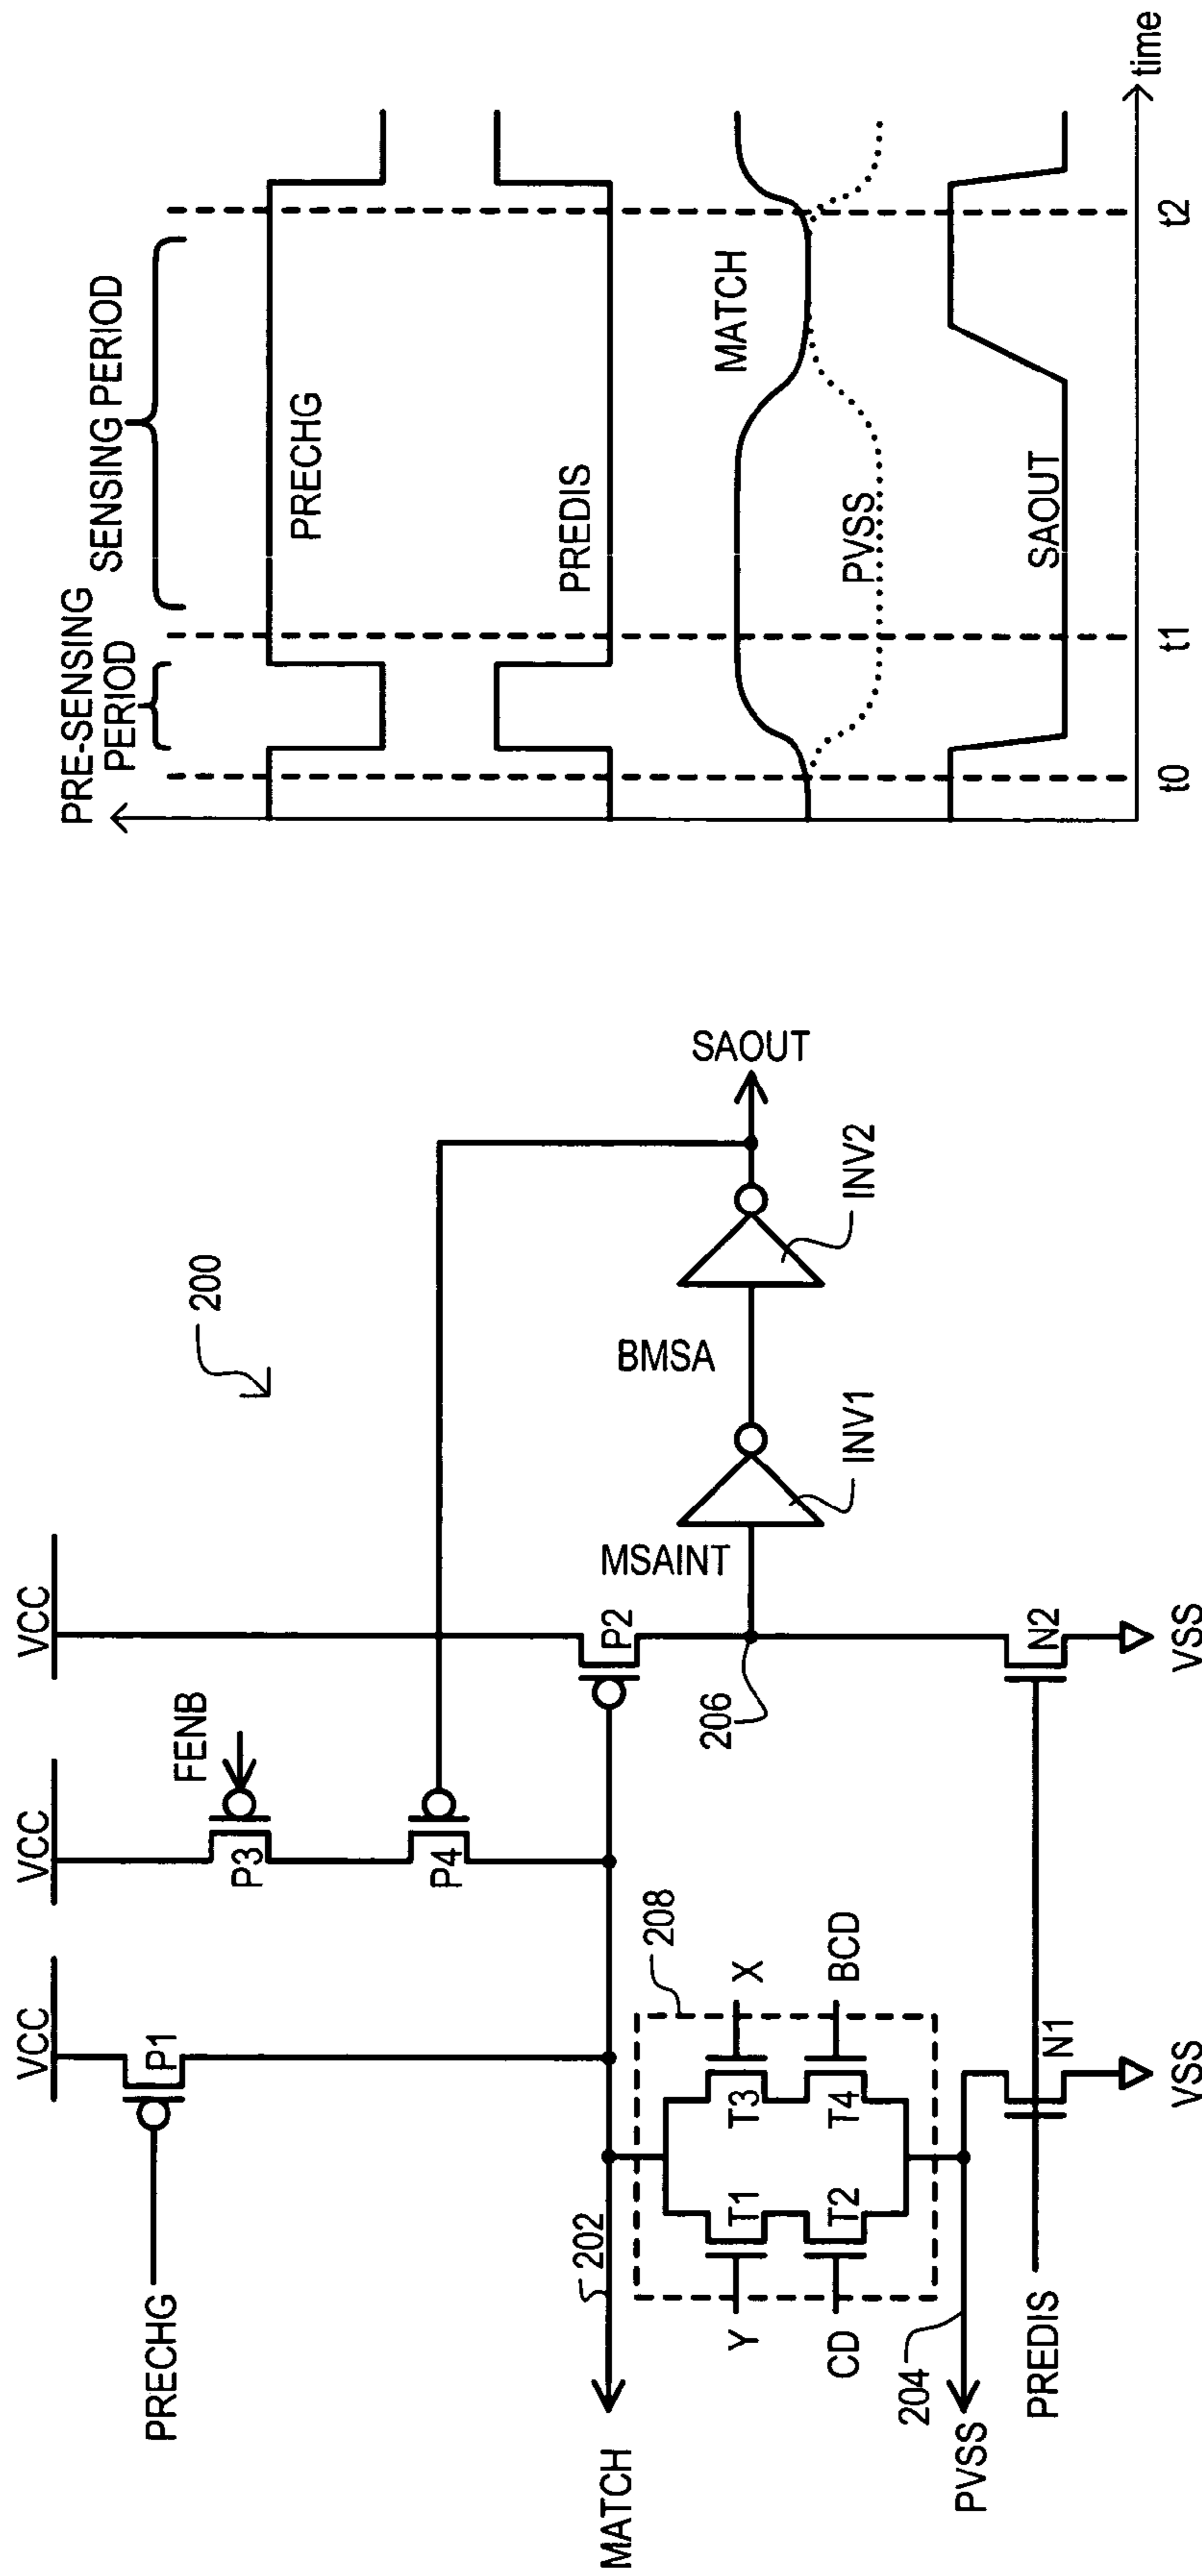 VCC
VCC
VCC
200
PRECHG
P1
P3
FENB
P4
P2
MATCH
202
208
Y
T1
T3
X
CD
T2
T4
BCD
206
MSAINT
INV1
BMSA
INV2
SAOUT
204
PVSS
N1
N2
PREDIS
VSS
VSS
PRE-SENSING
PERIOD
SENSING PERIOD
PRECHG
PREDIS
MATCH
PVSS
SAOUT
t0
t1
t2
time